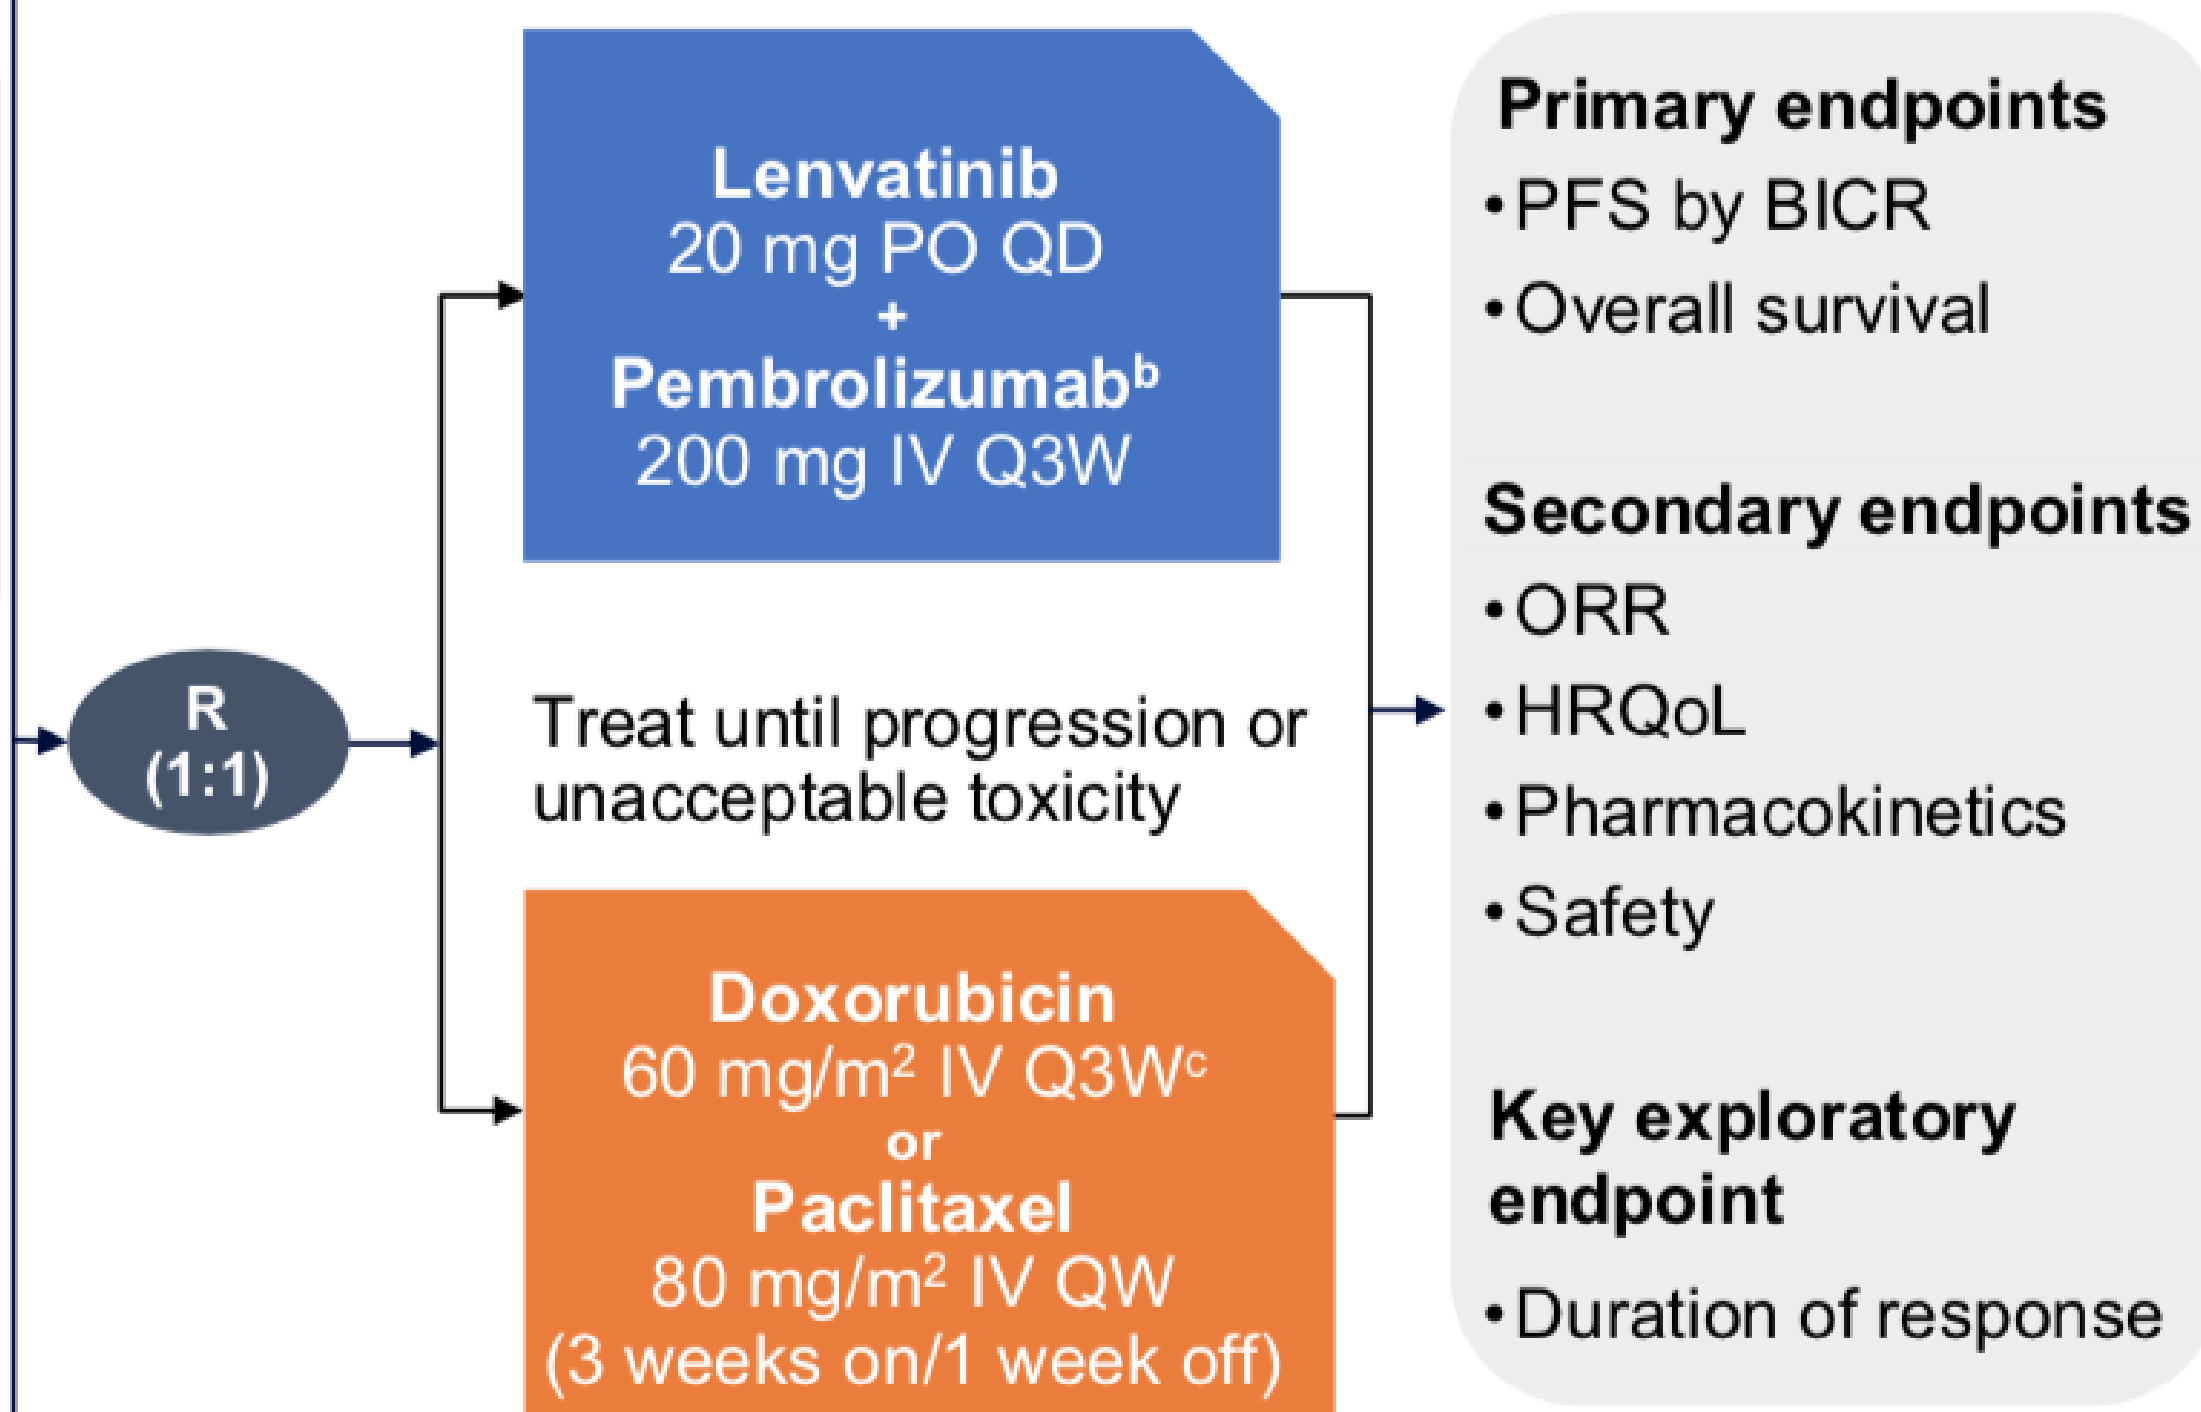 R
(1:1)
Lenvatinib
20 mg PO QD
+
Pembrolizumabᵇ
200 mg IV Q3W
Treat until progression or
unacceptable toxicity
Doxorubicin
60 mg/m² IV Q3Wᶜ
or
Paclitaxel
80 mg/m² IV QW
(3 weeks on/1 week off)
Primary endpoints
•PFS by BICR
•Overall survival
Secondary endpoints
•ORR
•HRQoL
•Pharmacokinetics
•Safety
Key exploratory
endpoint
•Duration of response